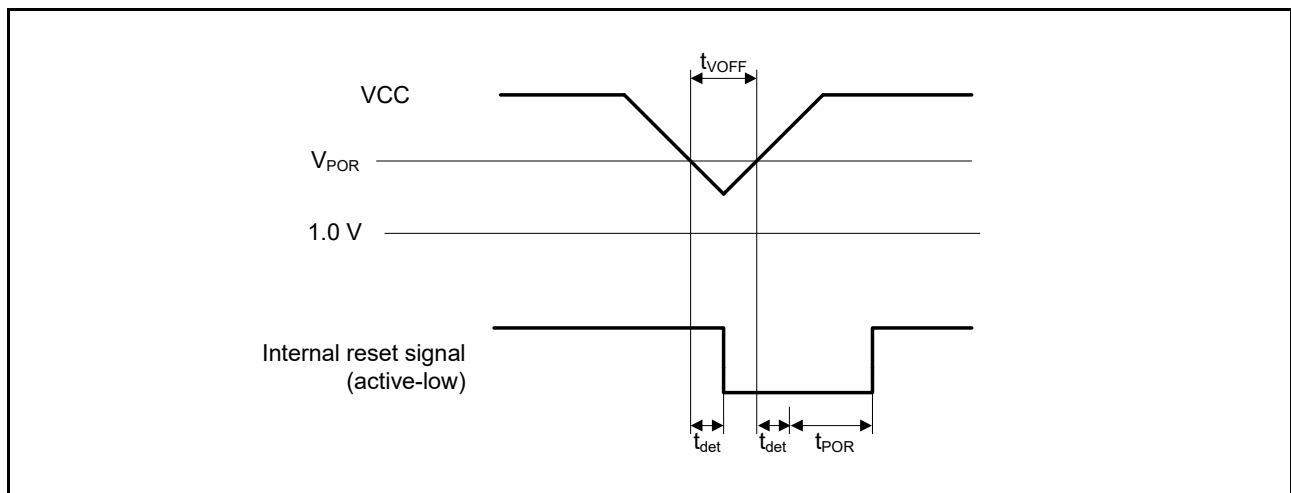 tVOFF
VCC
VPOR
1.0 V
Internal reset signal
(active-low)
tdet
tdet
tPOR